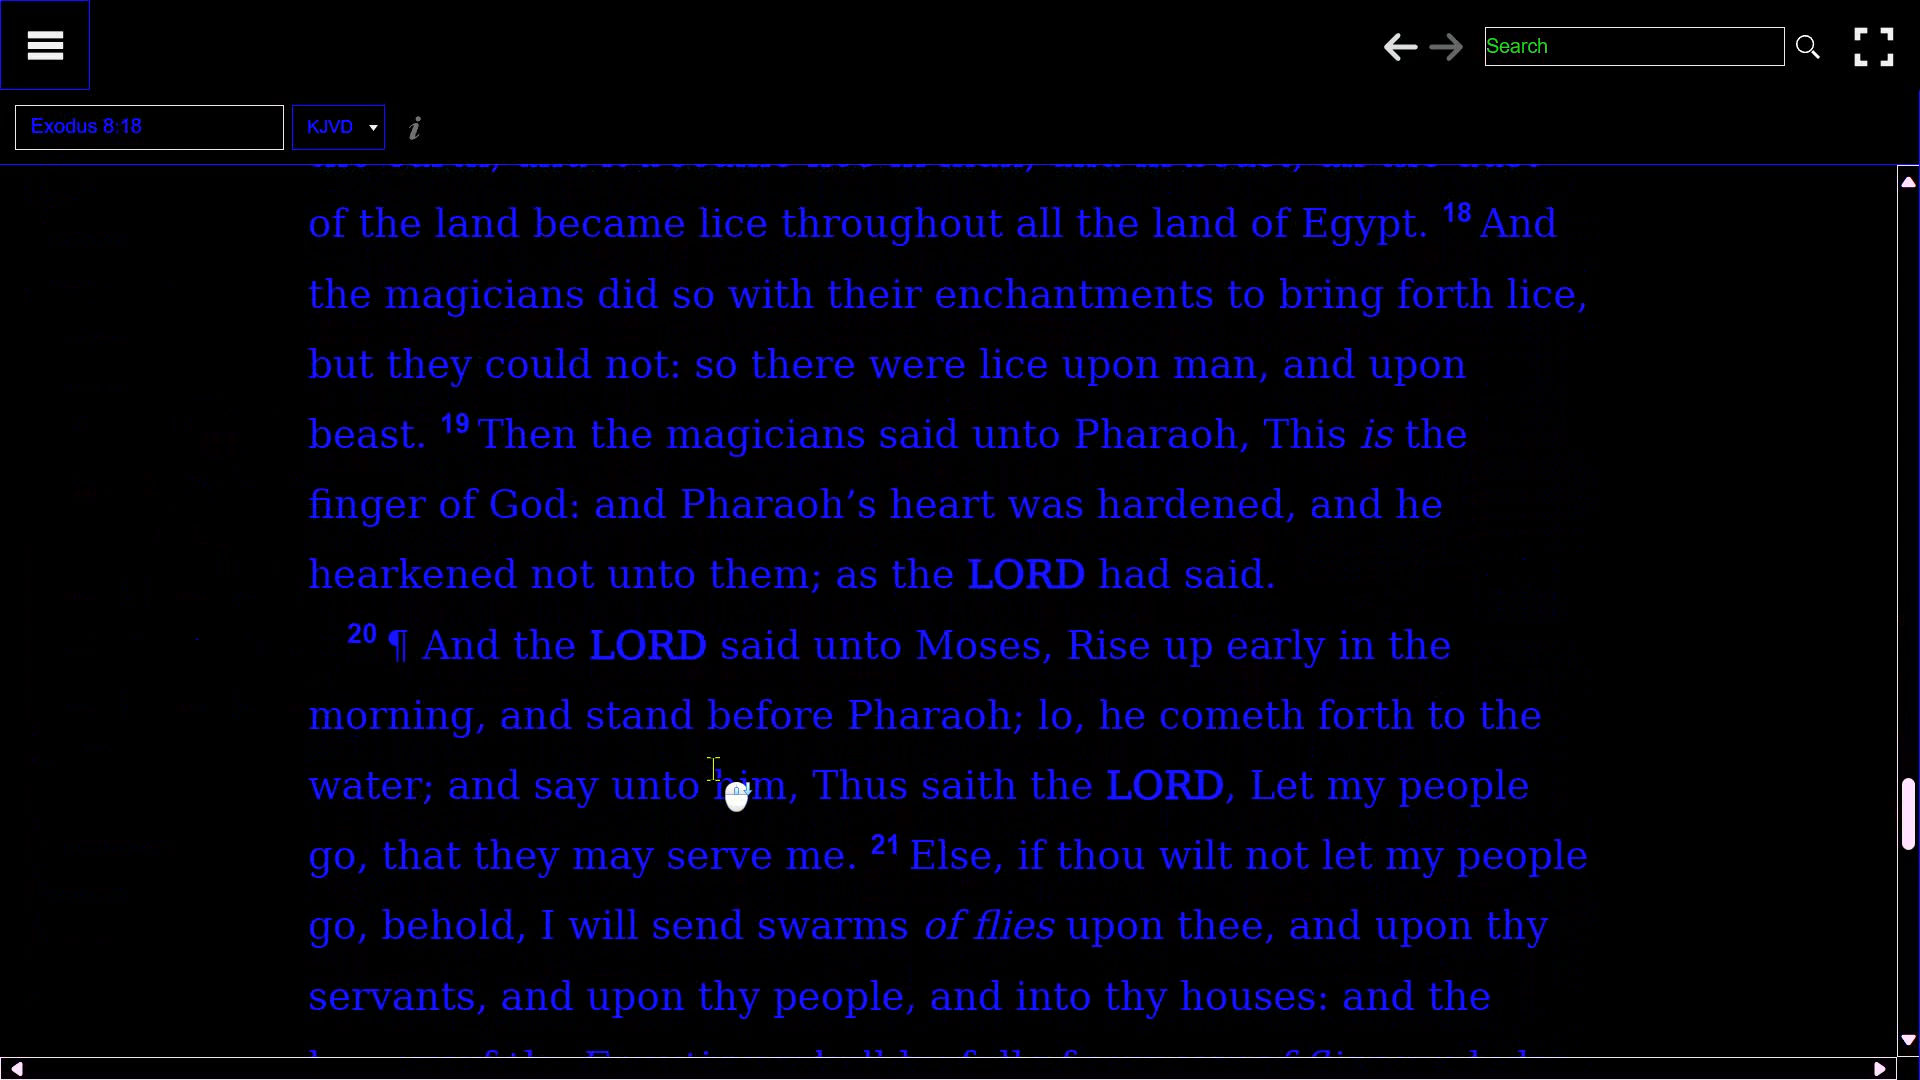 Search
Exodus 8:18
KJVD
of the land became lice throughout all the land of Egypt. 18 And
the magicians did so with their enchantments to bring forth lice,
but they could not: so there were lice upon man, and upon
beast. 19 Then the magicians said unto Pharaoh, This is the
finger of God: and Pharaoh’s heart was hardened, and he
hearkened not unto them; as the LORD had said.
20 ¶ And the LORD said unto Moses, Rise up early in the
morning, and stand before Pharaoh; lo, he cometh forth to the
water; and say unto him, Thus saith the LORD, Let my people
go, that they may serve me. 21 Else, if thou wilt not let my people
go, behold, I will send swarms of flies upon thee, and upon thy
servants, and upon thy people, and into thy houses: and the